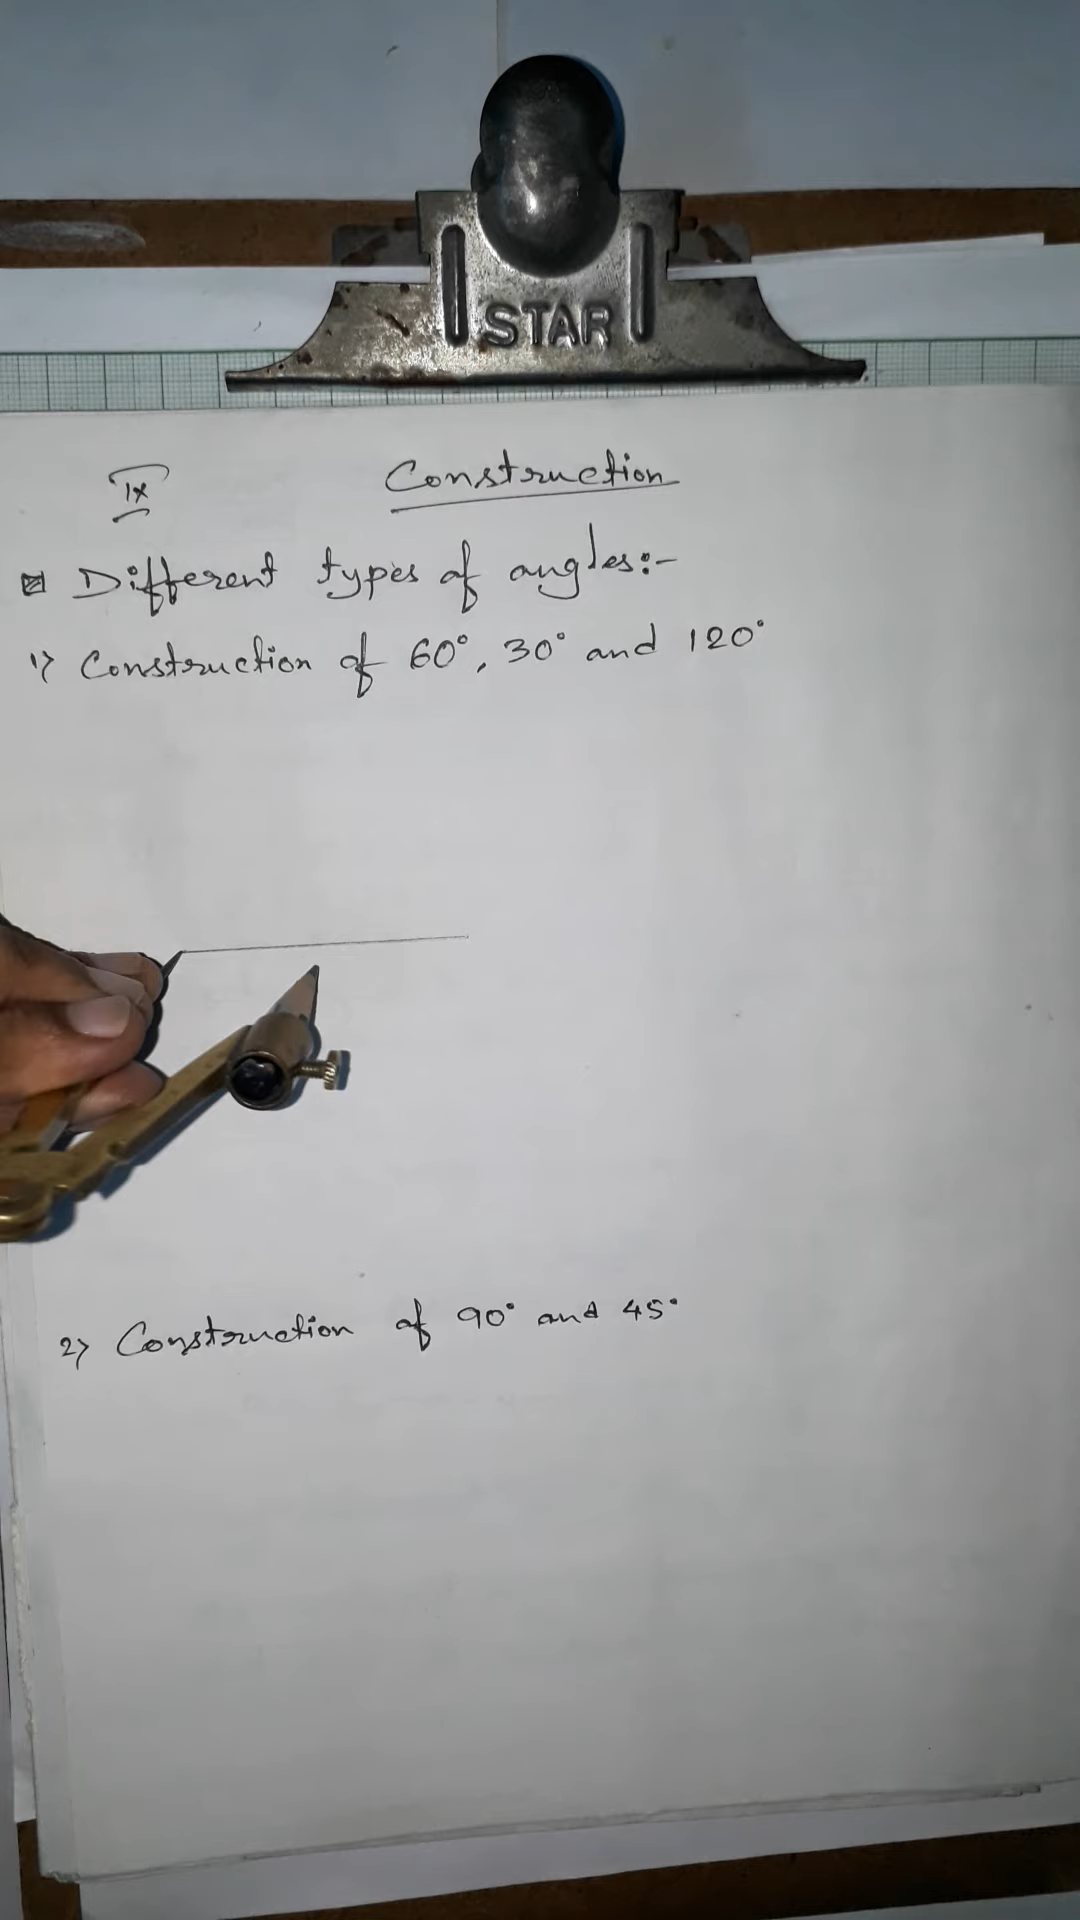 STAR
IX
Construction
Different types of angles:-
1) Construction of 60°, 30° and 120°
2) Construction of 90° and 45°